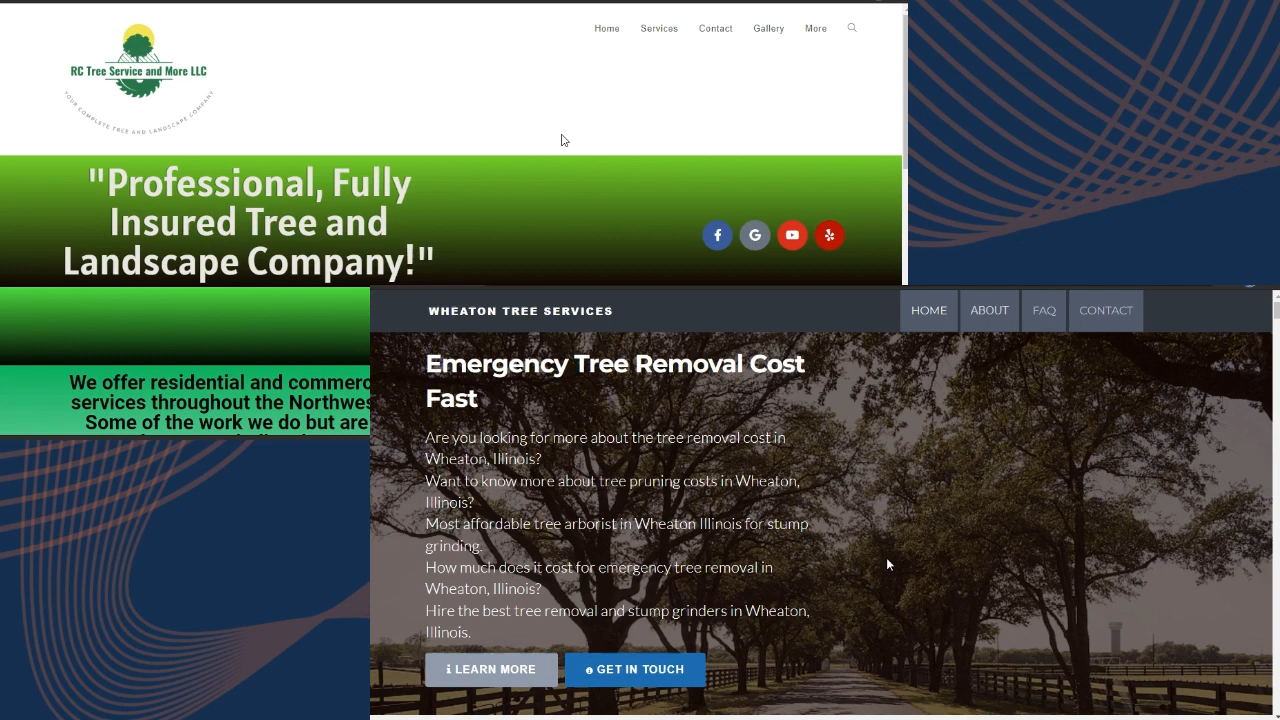 Home Services Contact Gallery More
RC Tree Service and More LLC
YOUR COMPLETE TREE AND LANDSCAPE COMPANY
"Professional, Fully
Insured Tree and
Landscape Company!"
We offer residential and commerc
services throughout the Northwes
Some of the work we do but are
WHEATON TREE SERVICES
HOME ABOUT FAQ CONTACT
Emergency Tree Removal Cost
Fast
Are you looking for more about the tree removal cost in
Wheaton, Illinois?
Want to know more about tree pruning costs in Wheaton,
Illinois?
Most affordable tree arborist in Wheaton Illinois for stump
grinding.
How much does it cost for emergency tree removal in
Wheaton, Illinois?
Hire the best tree removal and stump grinders in Wheaton,
Illinois.
LEARN MORE GET IN TOUCH